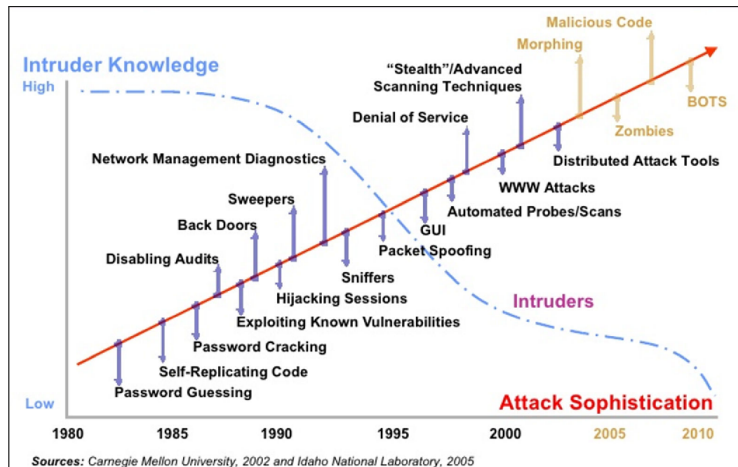 Malicious Code
Morphing
Intruder Knowledge
"Stealth"/Advanced
Scanning Techniques
High
BOTS
Denial of Service
Zombies
Network Management Diagnostics
Distributed Attack Tools
WWW Attacks
Sweepers
Automated Probes/Scans
Back Doors
GUI
Packet Spoofing
Disabling Audits
Sniffers
Hijacking Sessions
Intruders
Exploiting Known Vulnerabilities
Password Cracking
Self-Replicating Code
Password Guessing
Low
Attack Sophistication
1980 1985 1990 1995 2000 2005 2010
Sources: Carnegie Mellon University, 2002 and Idaho National Laboratory, 2005